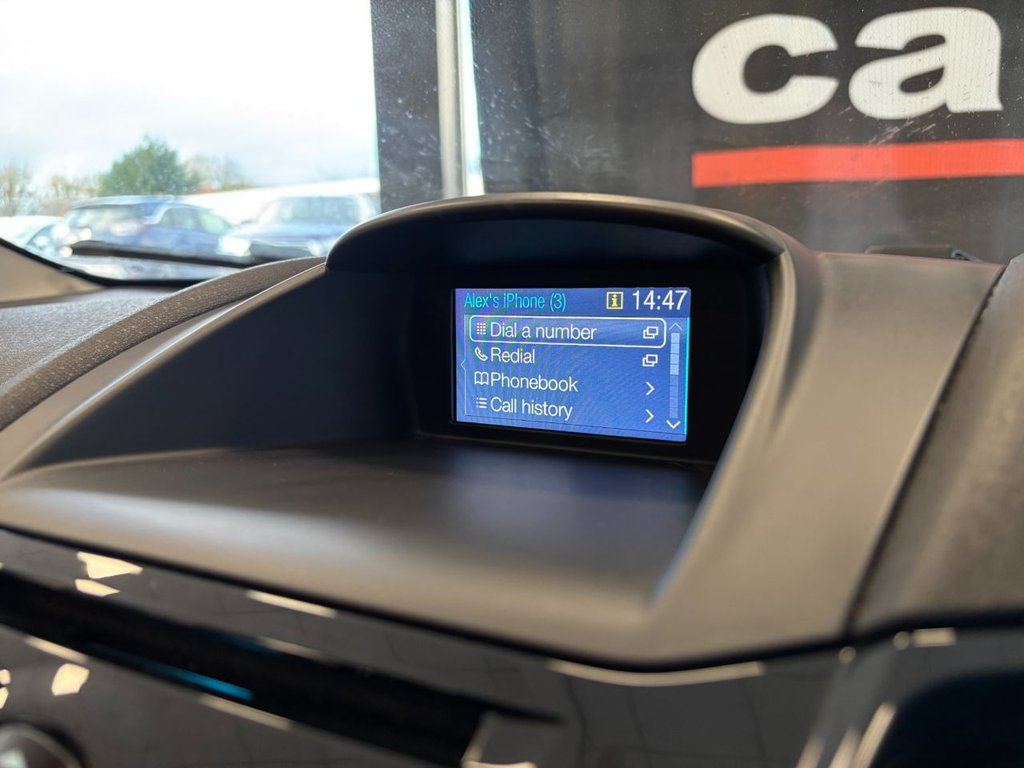 ca
Alex's iPhone (3) i 14:47
Dial a number
Redial
Phonebook
Call history